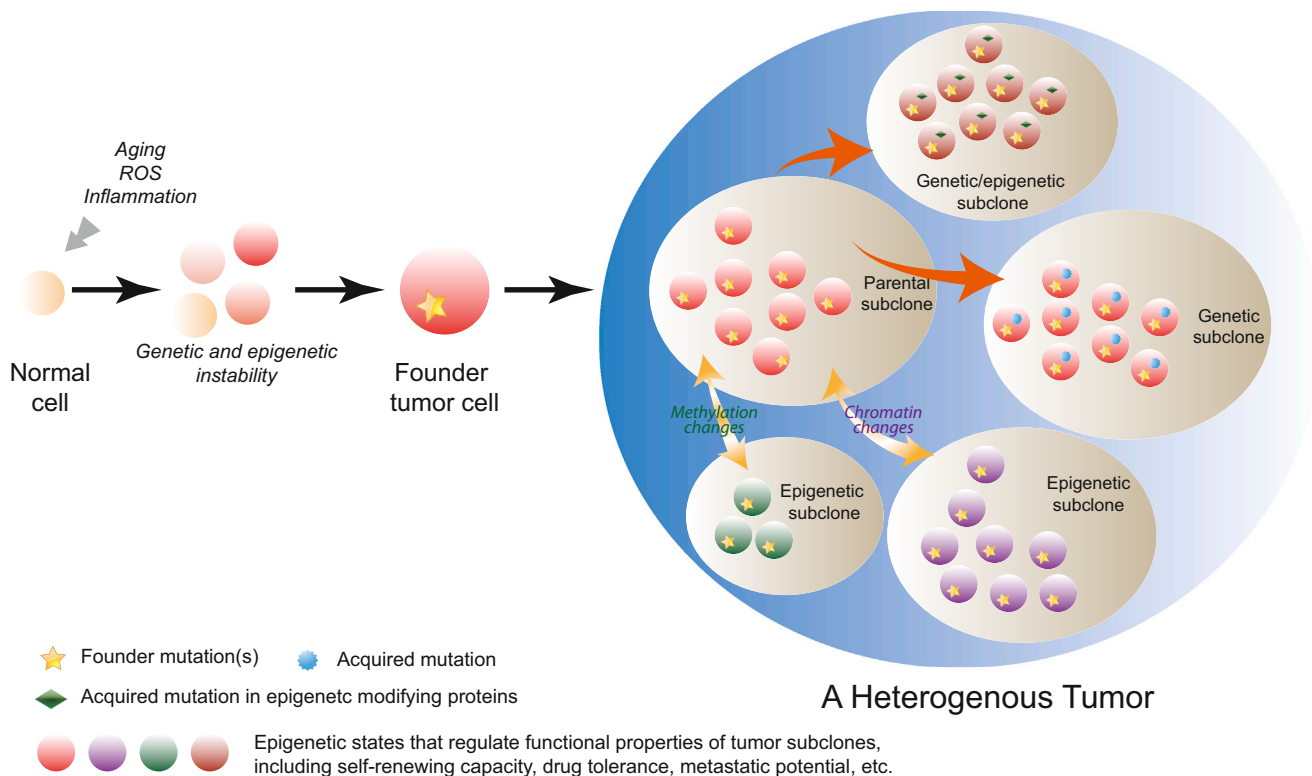 Aging
ROS
Inflammation
Normal
cell
Genetic and epigenetic
instability
Founder
tumor cell
Genetic/epigenetic
subclone
Parental
subclone
Genetic
subclone
Methylation
changes
Chromatin
changes
Epigenetic
subclone
Epigenetic
subclone
Founder mutation(s)
Acquired mutation
Acquired mutation in epigenetc modifying proteins
A Heterogenous Tumor
Epigenetic states that regulate functional properties of tumor subclones,
including self-renewing capacity, drug tolerance, metastatic potential, etc.